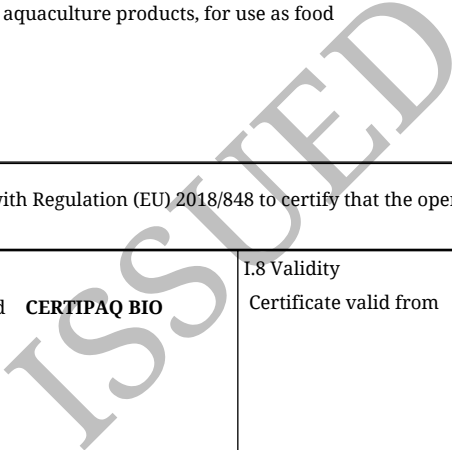 aquaculture products, for use as food
with Regulation (EU) 2018/848 to certify that the oper
I.8 Validity
CERTIPAQ BIO
Certificate valid from
ISSUED